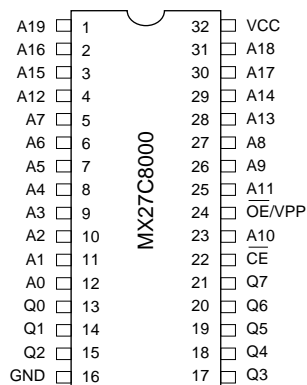 A19 1 32 VCC
A16 2 31 A18
A15 3 30 A17
A12 4 29 A14
A7 5 28 A13
A6 6 27 A8
A5 7 26 A9
A4 8 25 A11
A3 9 24 O̅E̅/VPP
A2 10 23 A10
A1 11 22 C̅E̅
A0 12 21 Q7
Q0 13 20 Q6
Q1 14 19 Q5
Q2 15 18 Q4
GND 16 17 Q3
MX27C8000